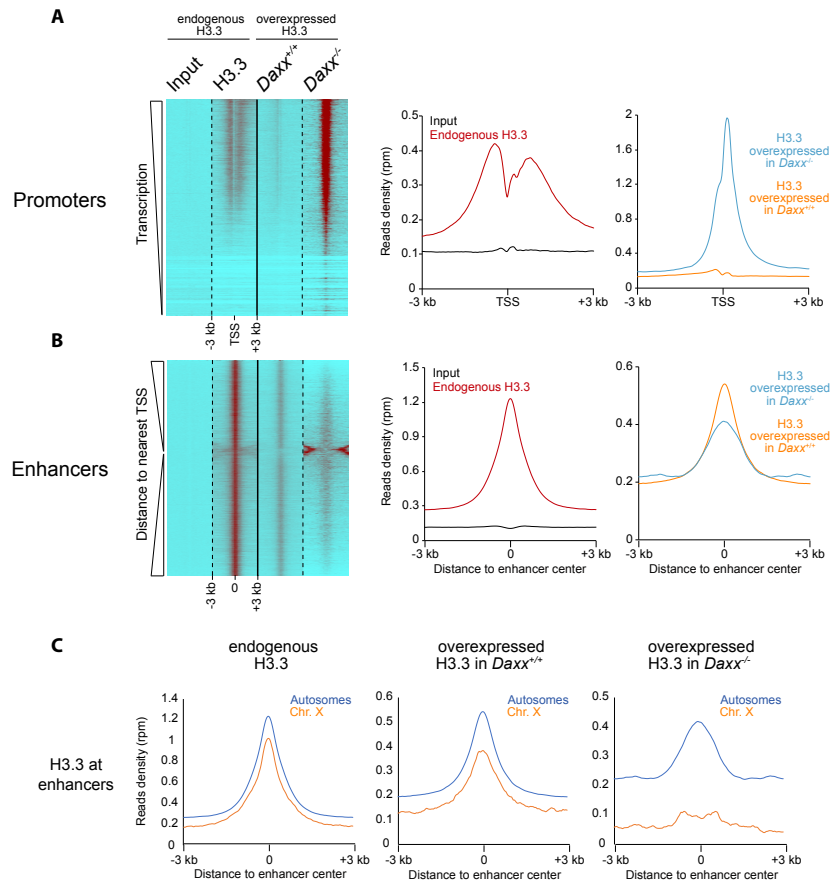 A
endogenous
H3.3
overexpressed
H3.3
Input
H3.3
Daxx+/+
Daxx-/-
Promoters
Transcription
-3 kb
TSS
+3 kb
Input
Endogenous H3.3
Reads density (rpm)
0.5
0.4
0.3
0.2
0.1
0
-3 kb
TSS
+3 kb
H3.3
overexpressed
in Daxx-/-
H3.3
overexpressed
in Daxx+/+
2
1.6
1.2
0.8
0.4
0
-3 kb
TSS
+3 kb
B
Enhancers
Distance to nearest TSS
-3 kb
0
+3 kb
Input
Endogenous H3.3
Reads density (rpm)
1.5
1.2
0.9
0.6
0.3
0
-3 kb
0
+3 kb
Distance to enhancer center
H3.3
overexpressed
in Daxx-/-
H3.3
overexpressed
in Daxx+/+
0.6
0.4
0.2
0
-3 kb
0
+3 kb
Distance to enhancer center
C
H3.3 at
enhancers
endogenous
H3.3
Autosomes
Chr. X
Reads density (rpm)
1.4
1.2
1
0.8
0.6
0.4
0.2
0
-3 kb
0
+3 kb
Distance to enhancer center
overexpressed
H3.3 in Daxx+/+
Autosomes
Chr. X
0.6
0.5
0.4
0.3
0.2
0.1
0
-3 kb
0
+3 kb
Distance to enhancer center
overexpressed
H3.3 in Daxx-/-
Autosomes
Chr. X
0.5
0.4
0.3
0.2
0.1
0
-3 kb
0
+3 kb
Distance to enhancer center